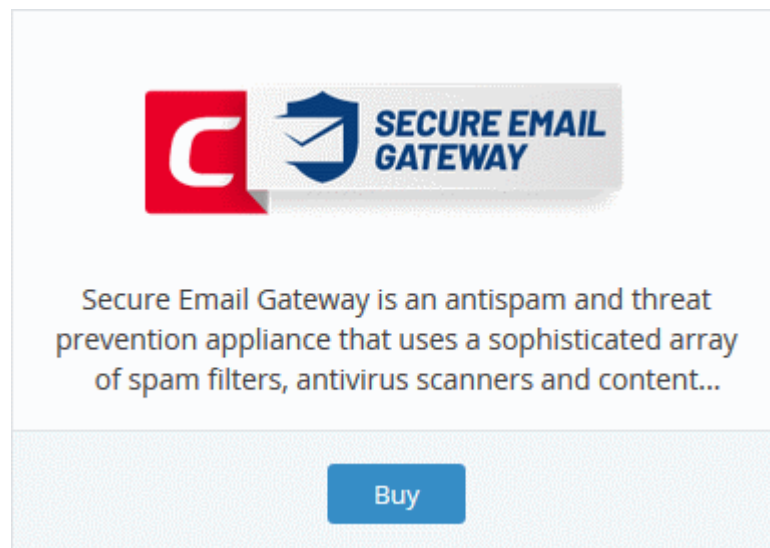 C
SECURE EMAIL
GATEWAY
Secure Email Gateway is an antispam and threat
prevention appliance that uses a sophisticated array
of spam filters, antivirus scanners and content...
Buy